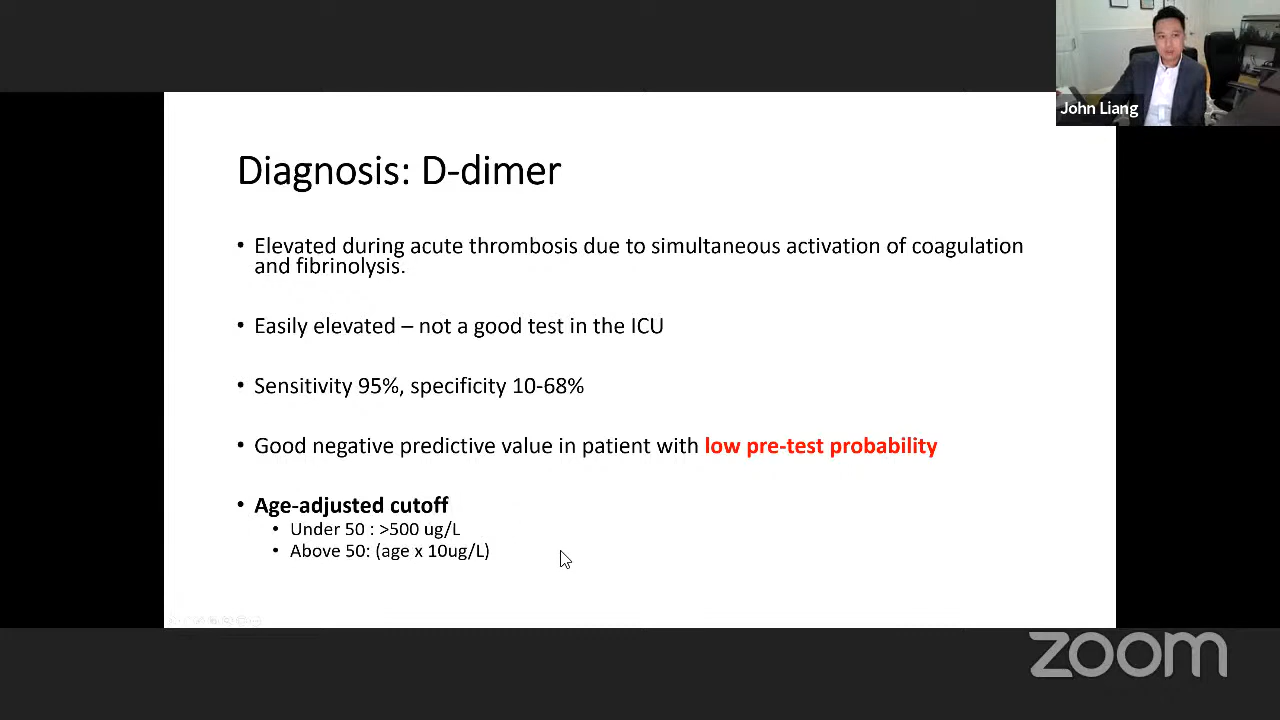 John Liang
Diagnosis: D-dimer
• Elevated during acute thrombosis due to simultaneous activation of coagulation
and fibrinolysis.
• Easily elevated – not a good test in the ICU
• Sensitivity 95%, specificity 10-68%
• Good negative predictive value in patient with low pre-test probability
• Age-adjusted cutoff
• Under 50 : >500 ug/L
• Above 50: (age x 10ug/L)
zoom